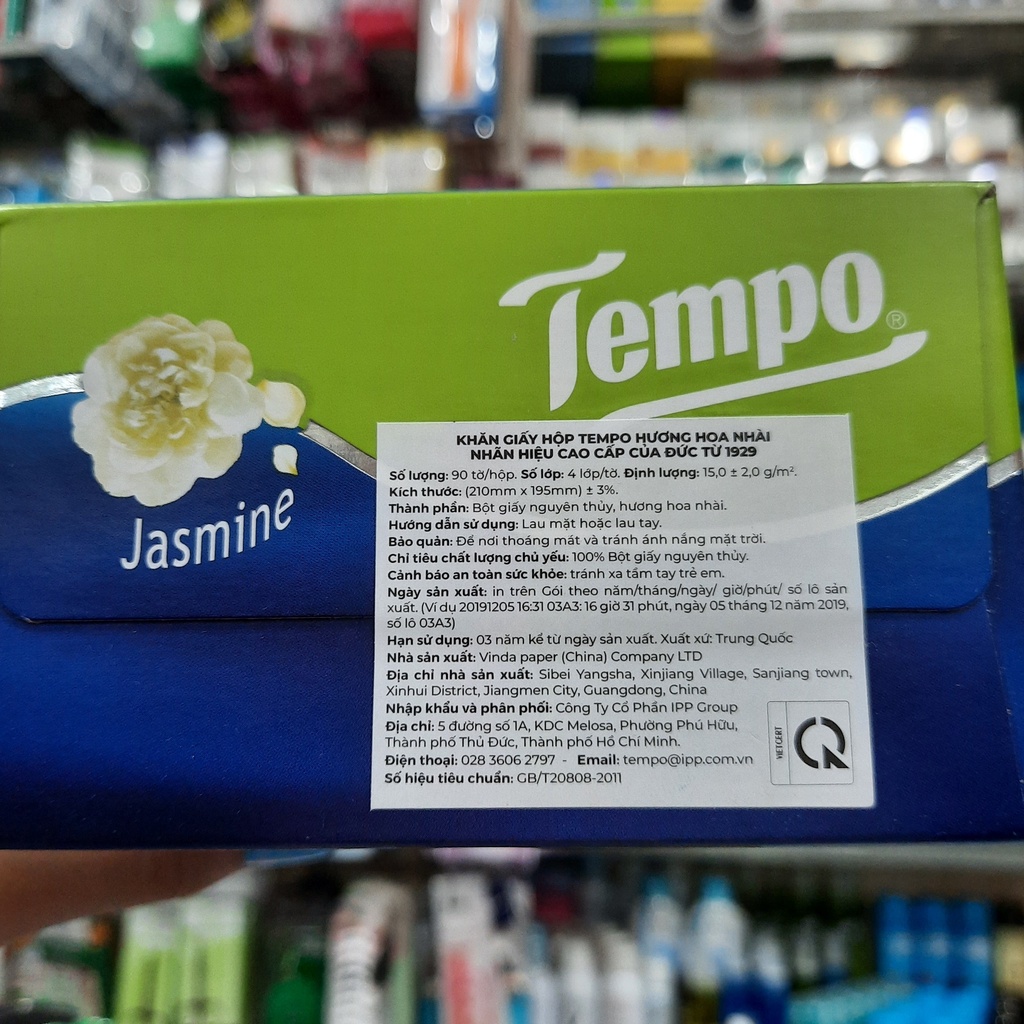 Tempo®
Jasmine
KHĂN GIẤY HỘP TEMPO HƯƠNG HOA NHÀI
NHÃN HIỆU CAO CẤP CỦA ĐỨC TỪ 1929
Số lượng: 90 tờ/hộp. Số lớp: 4 lớp/tờ. Định lượng: 15,0 ± 2,0 g/m².
Kích thước: (210mm x 195mm) ± 3%.
Thành phần: Bột giấy nguyên thủy, hương hoa nhài.
Hướng dẫn sử dụng: Lau mặt hoặc lau tay.
Bảo quản: Để nơi thoáng mát và tránh ánh nắng mặt trời.
Chỉ tiêu chất lượng chủ yếu: 100% Bột giấy nguyên thủy.
Cảnh báo an toàn sức khỏe: tránh xa tầm tay trẻ em.
Ngày sản xuất: in trên Gói theo năm/tháng/ngày/ giờ/phút/ số lô sản
xuất. (Ví dụ 20191205 16:31 03A3: 16 giờ 31 phút, ngày 05 tháng 12 năm 2019,
số lô 03A3)
Hạn sử dụng: 03 năm kể từ ngày sản xuất. Xuất xứ: Trung Quốc
Nhà sản xuất: Vinda paper (China) Company LTD
Địa chỉ nhà sản xuất: Sibei Yangsha, Xinjiang Village, Sanjiang town,
Xinhui District, Jiangmen City, Guangdong, China
Nhập khẩu và phân phối: Công Ty Cổ Phần IPP Group
Địa chỉ: 5 đường số 1A, KDC Melosa, Phường Phú Hữu,
Thành phố Thủ Đức, Thành phố Hồ Chí Minh.
Điện thoại: 028 3606 2797 - Email: tempo@ipp.com.vn
Số hiệu tiêu chuẩn: GB/T20808-2011
VIETCERT